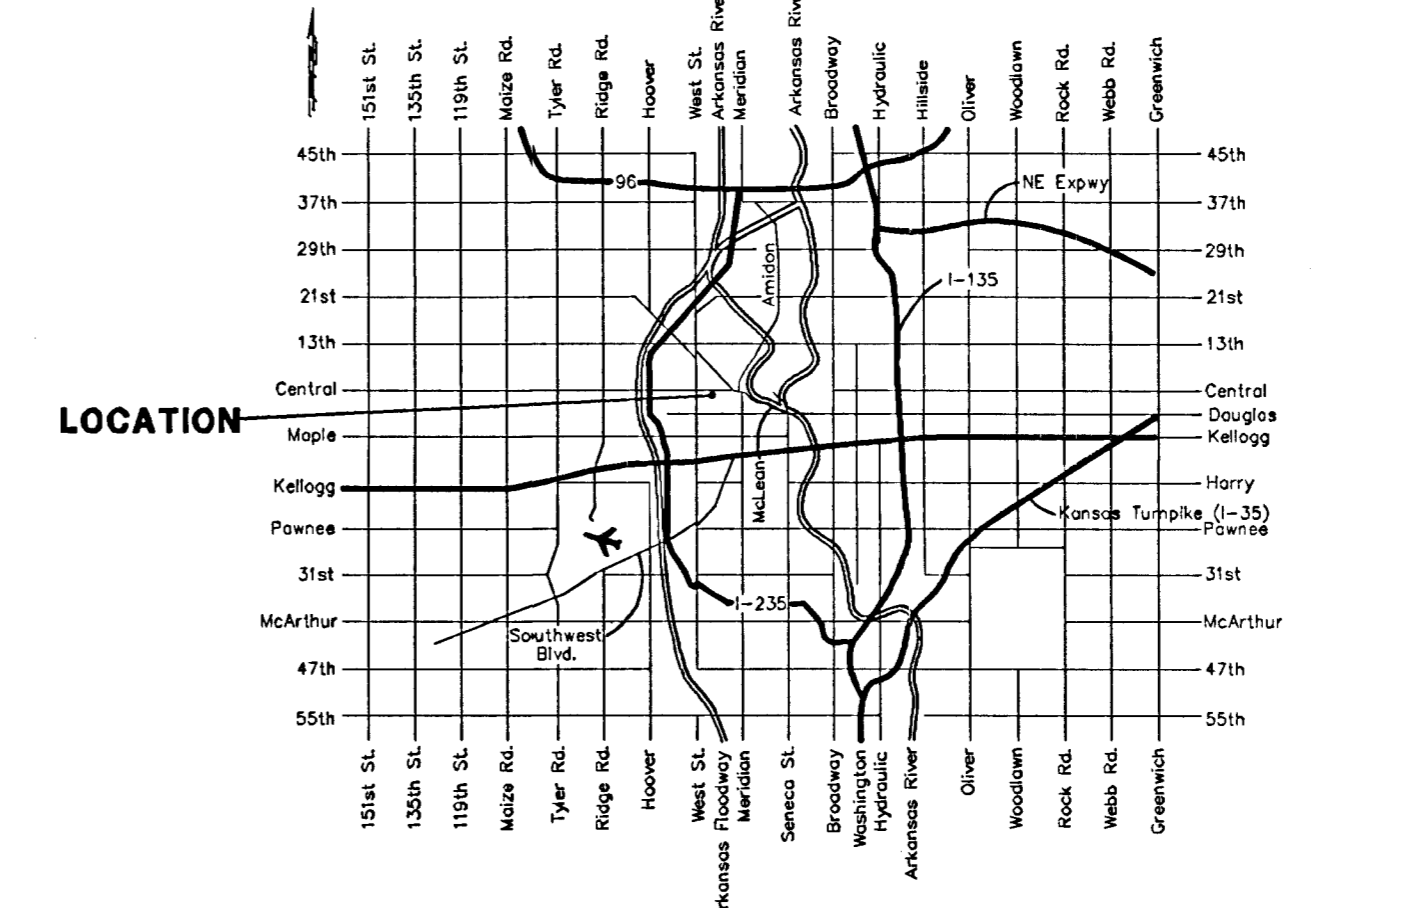 151st St.
135th St.
119th St.
Maize Rd.
Tyler Rd.
Ridge Rd.
Hoover
West St.
Arkansas Rive
Meridian
Arkansas Rive
Broadway
Hydraulic
Hillside
Oliver
Woodlawn
Rock Rd.
Webb Rd.
Greenwich
45th
45th
96
NE Expwy
37th
37th
29th
29th
Amidon
I-135
21st
21st
13th
13th
Central
Central
LOCATION
Douglas
Maple
Kellogg
Kellogg
McLean
Harry
Kansas Turnpike (I-35)
Pawnee
Pawnee
31st
31st
I-235
McArthur
McArthur
Southwest
Blvd.
47th
47th
55th
55th
151st St.
135th St.
119th St.
Maize Rd.
Tyler Rd.
Ridge Rd.
Hoover
West St.
rkansas Floodway
Meridian
Seneca St.
Broadway
Washington
Hydraulic
Arkansas River
Oliver
Woodlawn
Rock Rd.
Webb Rd.
Greenwich